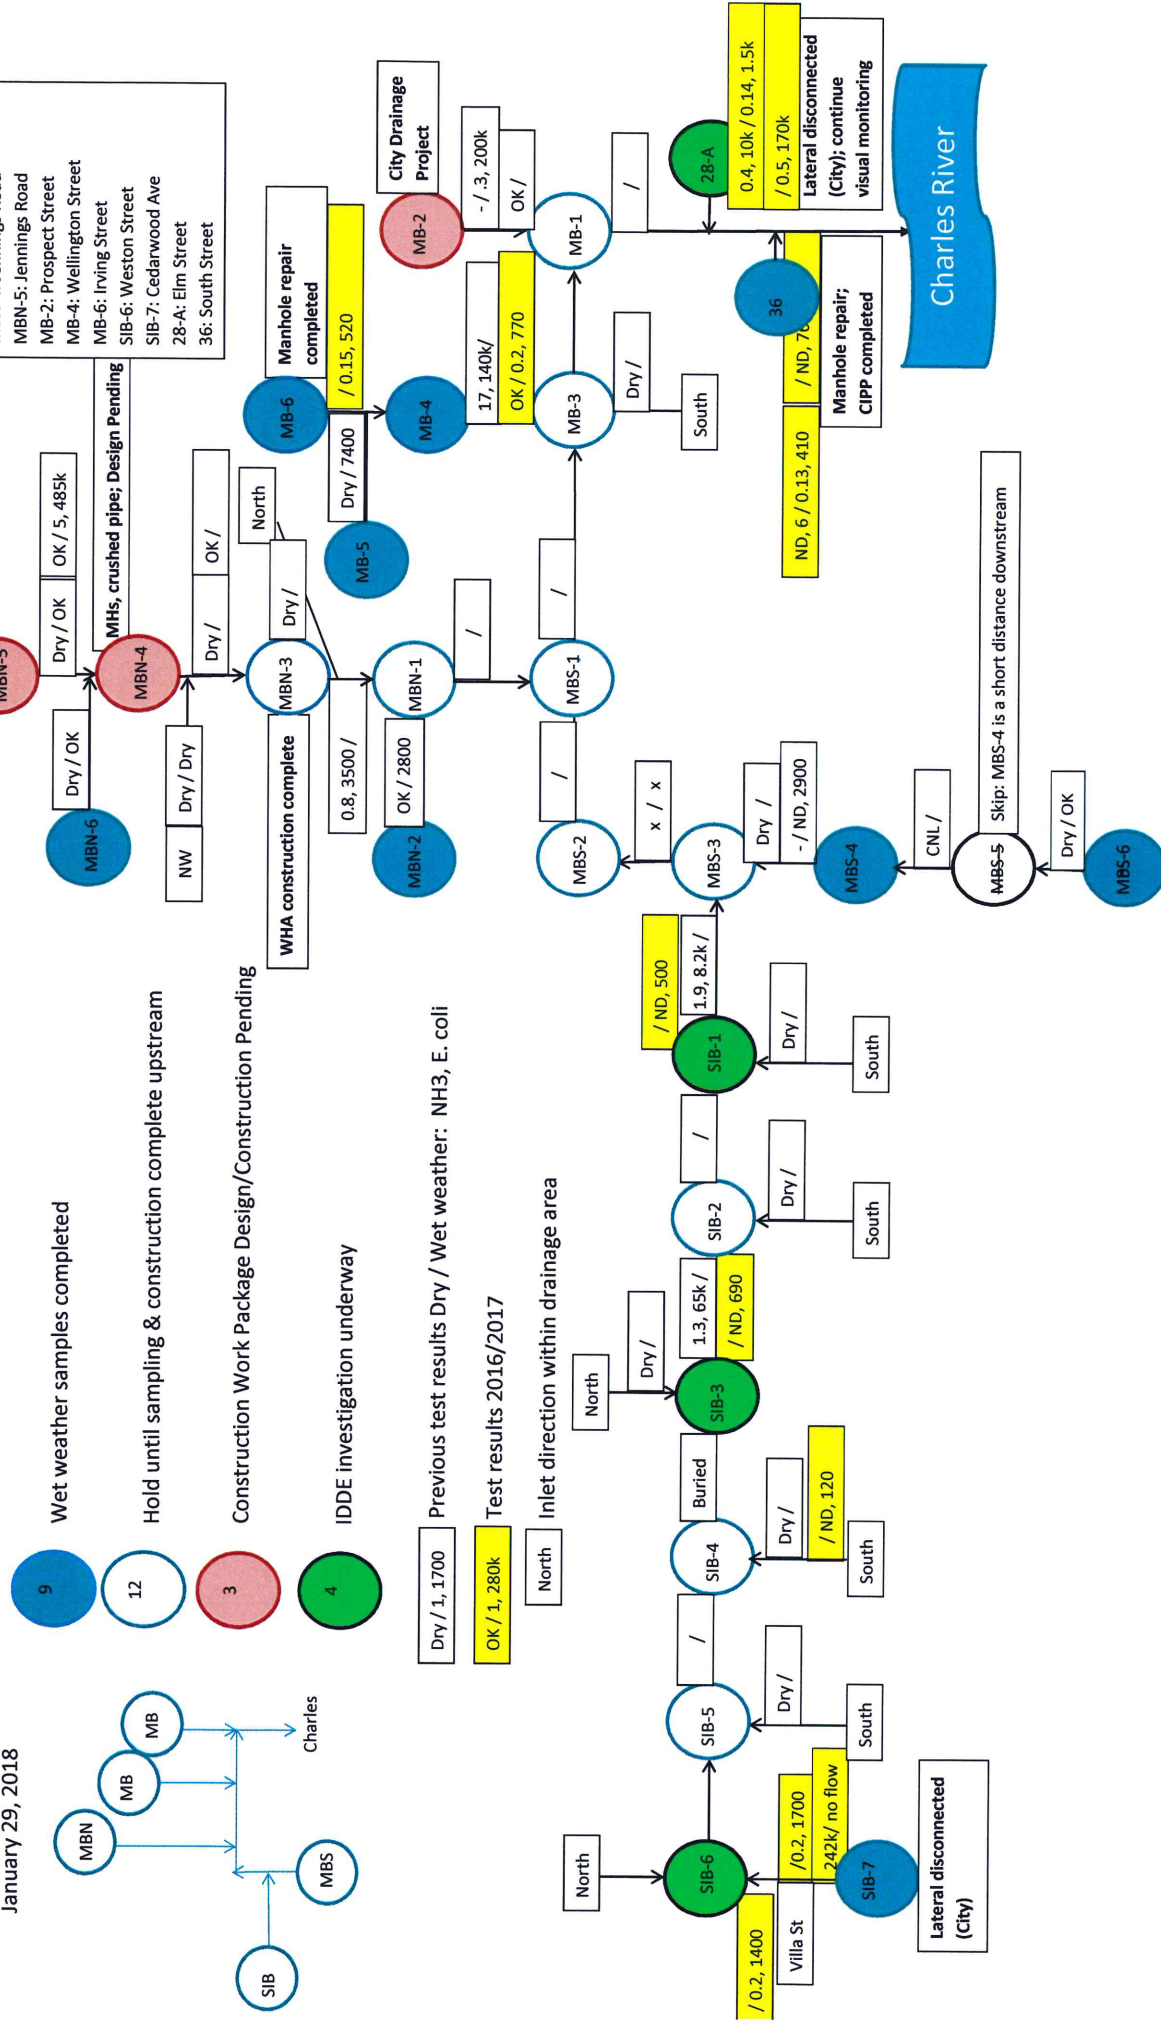 January 29, 2018
MBN
MB
MB
SIB
MBS
Charles
9
Wet weather samples completed
12
Hold until sampling & construction complete upstream
3
Construction Work Package Design/Construction Pending
4
IDDE investigation underway
Dry / 1, 1700
Previous test results Dry / Wet weather: NH3, E. coli
OK / 1, 280k
Test results 2016/2017
North
Inlet direction within drainage area
MBN-5: Jennings Road
MB-2: Prospect Street
MB-4: Wellington Street
MB-6: Irving Street
SIB-6: Weston Street
SIB-7: Cedarwood Ave
28-A: Elm Street
36: South Street
Dry / OK
OK / 5, 485k
MBN-6
Dry / OK
MBN-4
MHs, crushed pipe; Design Pending
NW
Dry / Dry
Dry /
OK /
WHA construction complete
MBN-3
Dry /
North
0.8, 3500 /
MBN-2
OK / 2800
MBN-1
/
MB-6
Manhole repair
completed
/ 0.15, 520
MB-5
Dry / 7400
MB-4
17, 140k/
OK / 0.2, 770
MB-2
City Drainage
Project
- / .3, 200k
OK /
MBS-2
/
MBS-1
/
MB-3
MB-1
Dry /
South
/
x / x
28-A
0.4, 10k / 0.14, 1.5k
/ 0.5, 170k
Lateral disconnected
(City); continue
visual monitoring
36
ND, 6 / 0.13, 410
Manhole repair;
CIPP completed
Charles River
North
SIB-6
/ 0.2, 1400
Villa St
/0.2, 1700
242k/ no flow
SIB-7
Lateral disconnected
(City)
SIB-5
Dry /
South
/
SIB-4
Dry /
/ ND, 120
South
Buried
North
Dry /
SIB-3
1.3, 65k /
/ ND, 690
SIB-2
Dry /
South
/
SIB-1
/ ND, 500
1.9, 8.2k /
Dry /
South
MBS-3
Dry /
- / ND, 2900
MBS-4
CNL /
MBS-5
Skip: MBS-4 is a short distance downstream
Dry / OK
MBS-6